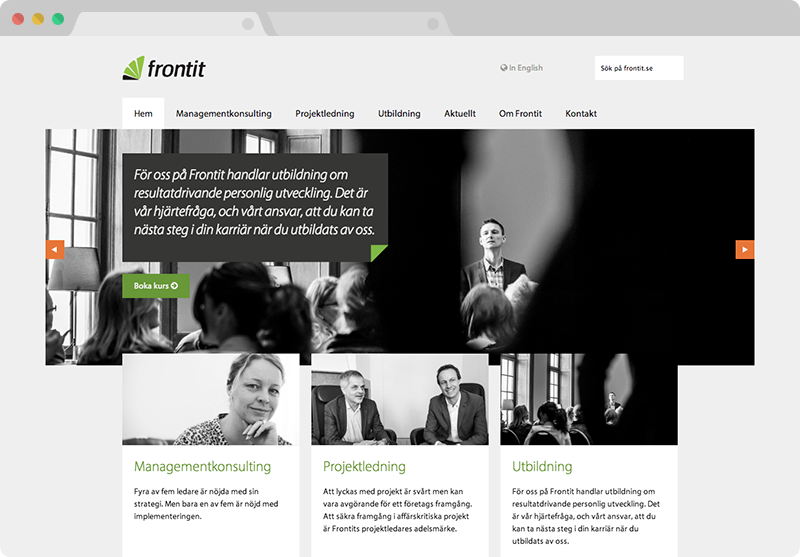 frontit
In English
Sök på frontit.se
Hem Managementkonsulting Projektledning Utbildning Aktuellt Om Frontit Kontakt
För oss på Frontit handlar utbildning om
resultatdrivande personlig utveckling. Det är
vår hjärtefråga, och vårt ansvar, att du kan ta
nästa steg i din karriär när du utbildats av oss.
Boka kurs
Managementkonsulting
Fyra av fem ledare är nöjda med sin
strategi. Men bara en av fem är nöjd med
implementeringen.
Projektledning
Att lyckas med projekt är svårt men kan
vara avgörande för ett företags framgång.
Att säkra framgång i affärskritiska projekt
är Frontits projektledares adelsmärke.
Utbildning
För oss på Frontit handlar utbildning om
resultatdrivande personlig utveckling. Det
är vår hjärtefråga, och vårt ansvar, att du
kan ta nästa steg i din karriär när du
utbildats av oss.